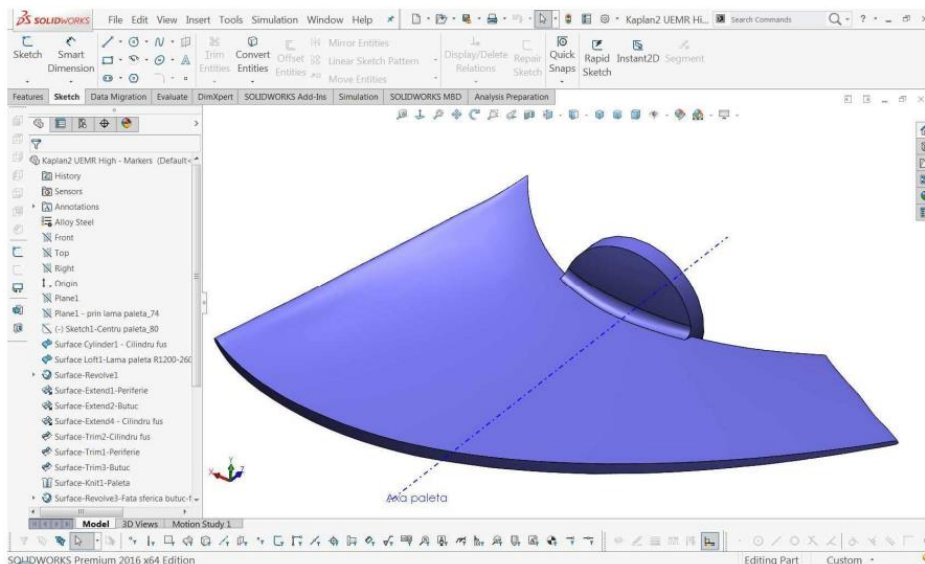 SOLIDWORKS File Edit View Insert Tools Simulation Window Help Kaplan2 UEMR Hi... Search Commands
Sketch Smart Dimension Trim Entities Convert Entities Offset Entities Mirror Entities Linear Sketch Pattern Move Entities Display/Delete Relations Repair Sketch Quick Snaps Rapid Sketch Instant2D Segment
Features Sketch Data Migration Evaluate DimXpert SOLIDWORKS Add-Ins Simulation SOLIDWORKS MBD Analysis Preparation
Kaplan2 UEMR High - Markers (Default<
History
Sensors
Annotations
Alloy Steel
Front
Top
Right
Origin
Plane1
Plane1 - prin lama paleta_74
(-) Sketch1-Centru paleta_80
Surface Cylinder1 - Cilindru fus
Surface Loft1-Lama paleta R1200-260
Surface-Revolve1
Surface-Extend1-Periferie
Surface-Extend2-Butuc
Surface-Extend4 - Cilindru fus
Surface-Trim2-Cilindru fus
Surface-Trim1-Periferie
Surface-Trim3-Butuc
Surface-Knit1-Paleta
Surface-Revolve3-Fata sferica butuc-f
Y
X
Z
Axa paleta
Model 3D Views Motion Study 1
SOLIDWORKS Premium 2016 x64 Edition Editing Part Custom